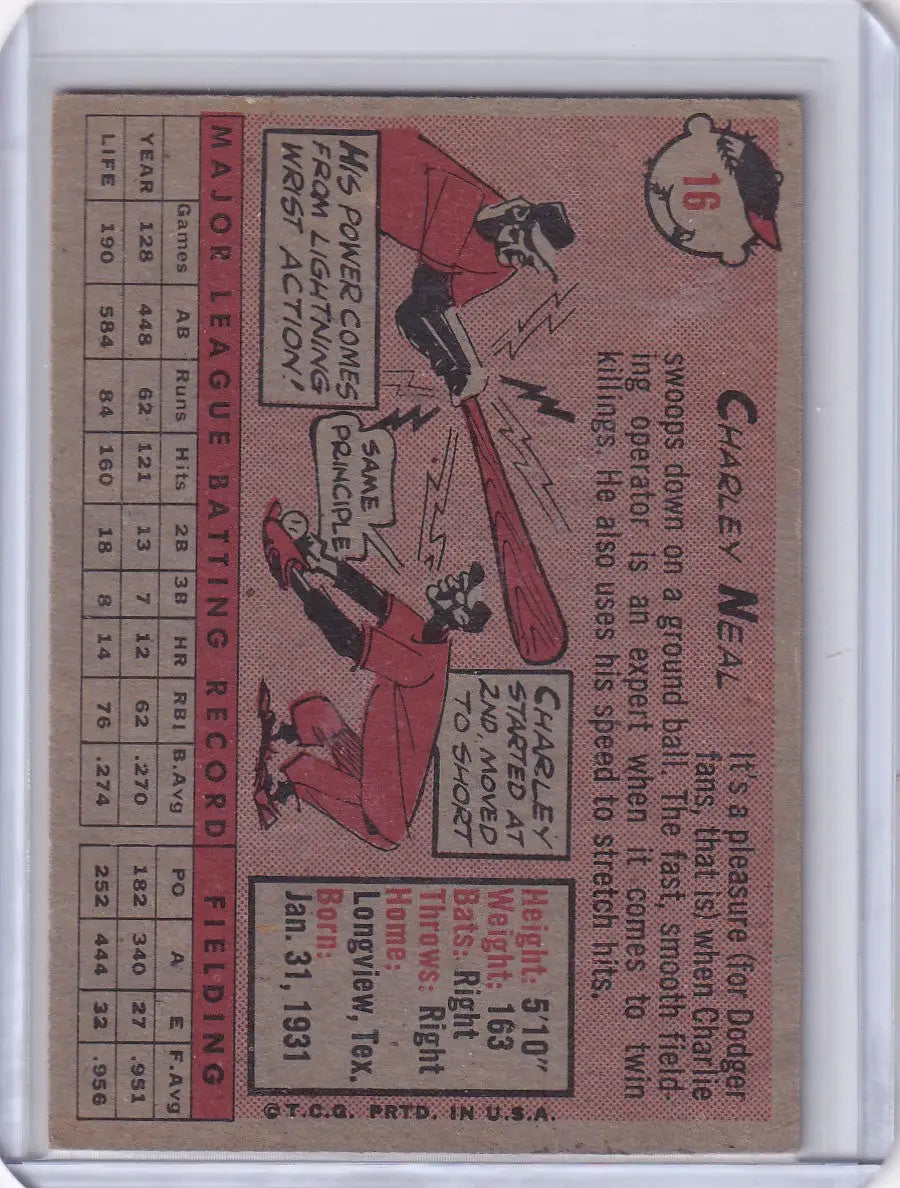 16
CHARLEY NEAL
It's a pleasure (for Dodger
fans, that is) when Charlie
swoops down on a ground ball. The fast, smooth field-
ing operator is an expert when it comes to twin
killings. He also uses his speed to stretch hits.
HIS POWER COMES
FROM LIGHTNING
WRIST ACTION!
SAME
PRINCIPLE
CHARLEY
STARTED AT
2ND, MOVED
TO SHORT
Height: 5'10"
Weight: 163
Bats: Right
Throws: Right
Home:
Longview, Tex.
Born:
Jan. 31, 1931
©T.C.G. PRTD. IN U.S.A.
MAJOR LEAGUE BATTING RECORD FIELDING
Games AB Runs Hits 2B 3B HR RBI B.Avg PO A E F.Avg
YEAR 128 448 62 121 13 7 12 62 .270 182 340 27 .951
LIFE 190 584 84 160 18 8 14 76 .274 252 444 32 .956